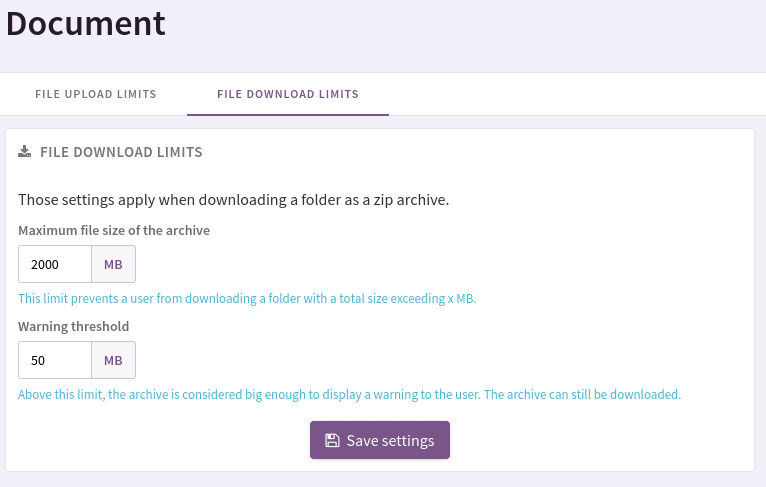 Document
FILE UPLOAD LIMITS
FILE DOWNLOAD LIMITS
FILE DOWNLOAD LIMITS
Those settings apply when downloading a folder as a zip archive.
Maximum file size of the archive
2000 MB
This limit prevents a user from downloading a folder with a total size exceeding x MB.
Warning threshold
50 MB
Above this limit, the archive is considered big enough to display a warning to the user. The archive can still be downloaded.
Save settings